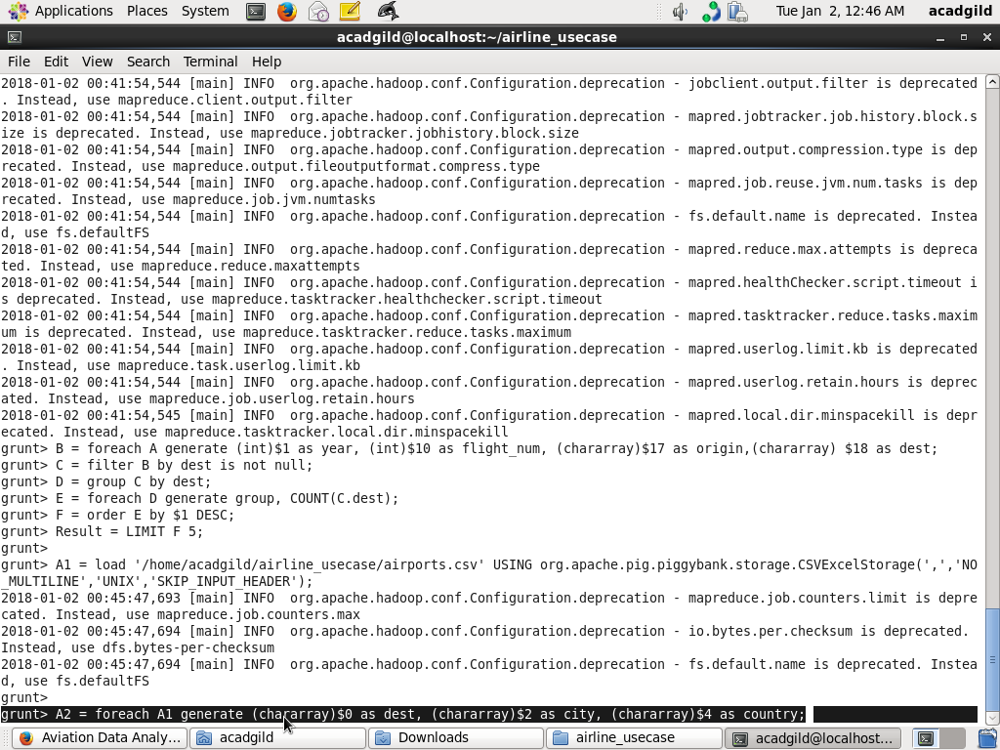 Applications Places System Tue Jan 2, 12:46 AM acadgild
acadgild@localhost:~/airline_usecase
File Edit View Search Terminal Help
2018-01-02 00:41:54,544 [main] INFO  org.apache.hadoop.conf.Configuration.deprecation - jobclient.output.filter is deprecated
. Instead, use mapreduce.client.output.filter
2018-01-02 00:41:54,544 [main] INFO  org.apache.hadoop.conf.Configuration.deprecation - mapred.jobtracker.job.history.block.s
ize is deprecated. Instead, use mapreduce.jobtracker.jobhistory.block.size
2018-01-02 00:41:54,544 [main] INFO  org.apache.hadoop.conf.Configuration.deprecation - mapred.output.compression.type is dep
recated. Instead, use mapreduce.output.fileoutputformat.compress.type
2018-01-02 00:41:54,544 [main] INFO  org.apache.hadoop.conf.Configuration.deprecation - mapred.job.reuse.jvm.num.tasks is dep
recated. Instead, use mapreduce.job.jvm.numtasks
2018-01-02 00:41:54,544 [main] INFO  org.apache.hadoop.conf.Configuration.deprecation - fs.default.name is deprecated. Instea
d, use fs.defaultFS
2018-01-02 00:41:54,544 [main] INFO  org.apache.hadoop.conf.Configuration.deprecation - mapred.reduce.max.attempts is depreca
ted. Instead, use mapreduce.reduce.maxattempts
2018-01-02 00:41:54,544 [main] INFO  org.apache.hadoop.conf.Configuration.deprecation - mapred.healthChecker.script.timeout i
s deprecated. Instead, use mapreduce.tasktracker.healthchecker.script.timeout
2018-01-02 00:41:54,544 [main] INFO  org.apache.hadoop.conf.Configuration.deprecation - mapred.tasktracker.reduce.tasks.maxim
um is deprecated. Instead, use mapreduce.tasktracker.reduce.tasks.maximum
2018-01-02 00:41:54,544 [main] INFO  org.apache.hadoop.conf.Configuration.deprecation - mapred.userlog.limit.kb is deprecated
. Instead, use mapreduce.task.userlog.limit.kb
2018-01-02 00:41:54,544 [main] INFO  org.apache.hadoop.conf.Configuration.deprecation - mapred.userlog.retain.hours is deprec
ated. Instead, use mapreduce.job.userlog.retain.hours
2018-01-02 00:41:54,545 [main] INFO  org.apache.hadoop.conf.Configuration.deprecation - mapred.local.dir.minspacekill is depr
ecated. Instead, use mapreduce.tasktracker.local.dir.minspacekill
grunt> B = foreach A generate (int)$1 as year, (int)$10 as flight_num, (chararray)$17 as origin,(chararray) $18 as dest;
grunt> C = filter B by dest is not null;
grunt> D = group C by dest;
grunt> E = foreach D generate group, COUNT(C.dest);
grunt> F = order E by $1 DESC;
grunt> Result = LIMIT F 5;
grunt>
grunt> A1 = load '/home/acadgild/airline_usecase/airports.csv' USING org.apache.pig.piggybank.storage.CSVExcelStorage(',','NO
_MULTILINE','UNIX','SKIP_INPUT_HEADER');
2018-01-02 00:45:47,693 [main] INFO  org.apache.hadoop.conf.Configuration.deprecation - mapreduce.job.counters.limit is depre
cated. Instead, use mapreduce.job.counters.max
2018-01-02 00:45:47,694 [main] INFO  org.apache.hadoop.conf.Configuration.deprecation - io.bytes.per.checksum is deprecated.
Instead, use dfs.bytes-per-checksum
2018-01-02 00:45:47,694 [main] INFO  org.apache.hadoop.conf.Configuration.deprecation - fs.default.name is deprecated. Instea
d, use fs.defaultFS
grunt>
grunt> A2 = foreach A1 generate (chararray)$0 as dest, (chararray)$2 as city, (chararray)$4 as country;
Aviation Data Analy... acadgild Downloads airline_usecase acadgild@localhost...